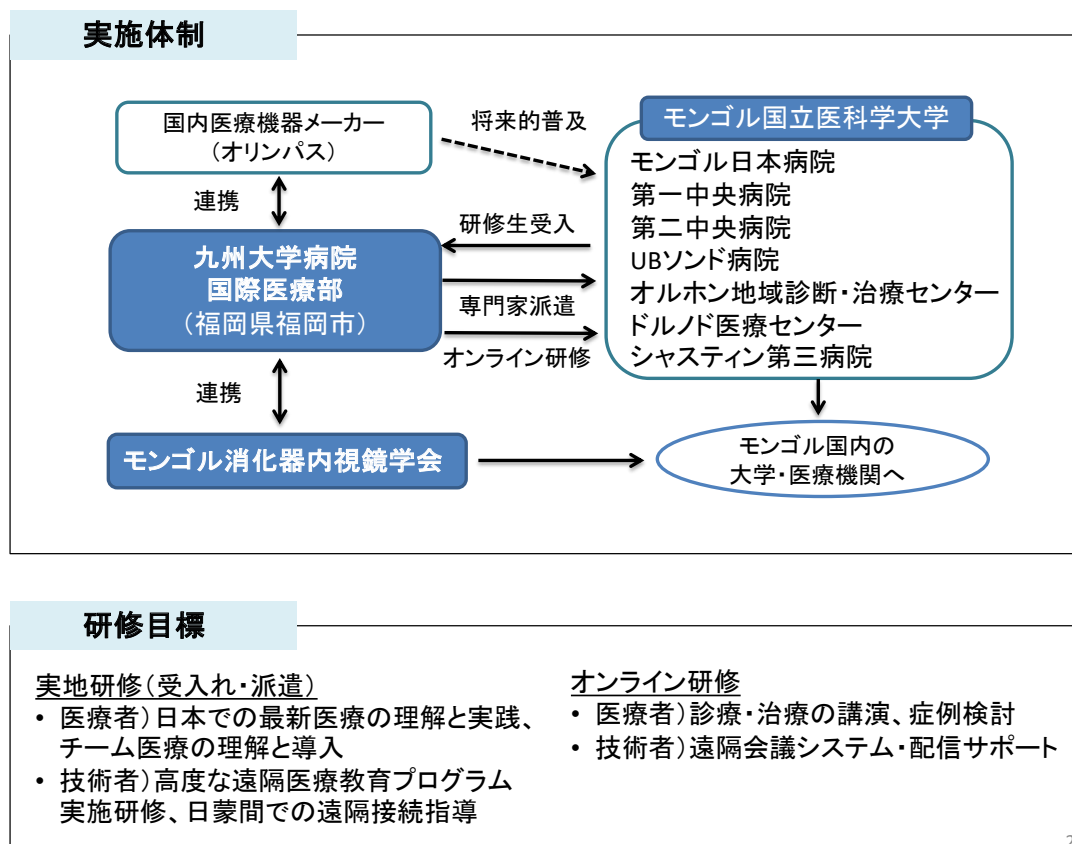 実施体制
国内医療機器メーカー
（オリンパス）
将来的普及
モンゴル国立医科学大学
モンゴル日本病院
第一中央病院
第二中央病院
UBソンド病院
オルホン地域診断・治療センター
ドルノド医療センター
シャスティン第三病院
連携
研修生受入
九州大学病院
国際医療部
（福岡県福岡市）
専門家派遣
オンライン研修
連携
モンゴル消化器内視鏡学会
モンゴル国内の
大学・医療機関へ
研修目標
実地研修（受入れ・派遣）
• 医療者）日本での最新医療の理解と実践、
チーム医療の理解と導入
• 技術者）高度な遠隔医療教育プログラム
実施研修、日蒙間での遠隔接続指導
オンライン研修
• 医療者）診療・治療の講演、症例検討
• 技術者）遠隔会議システム・配信サポート